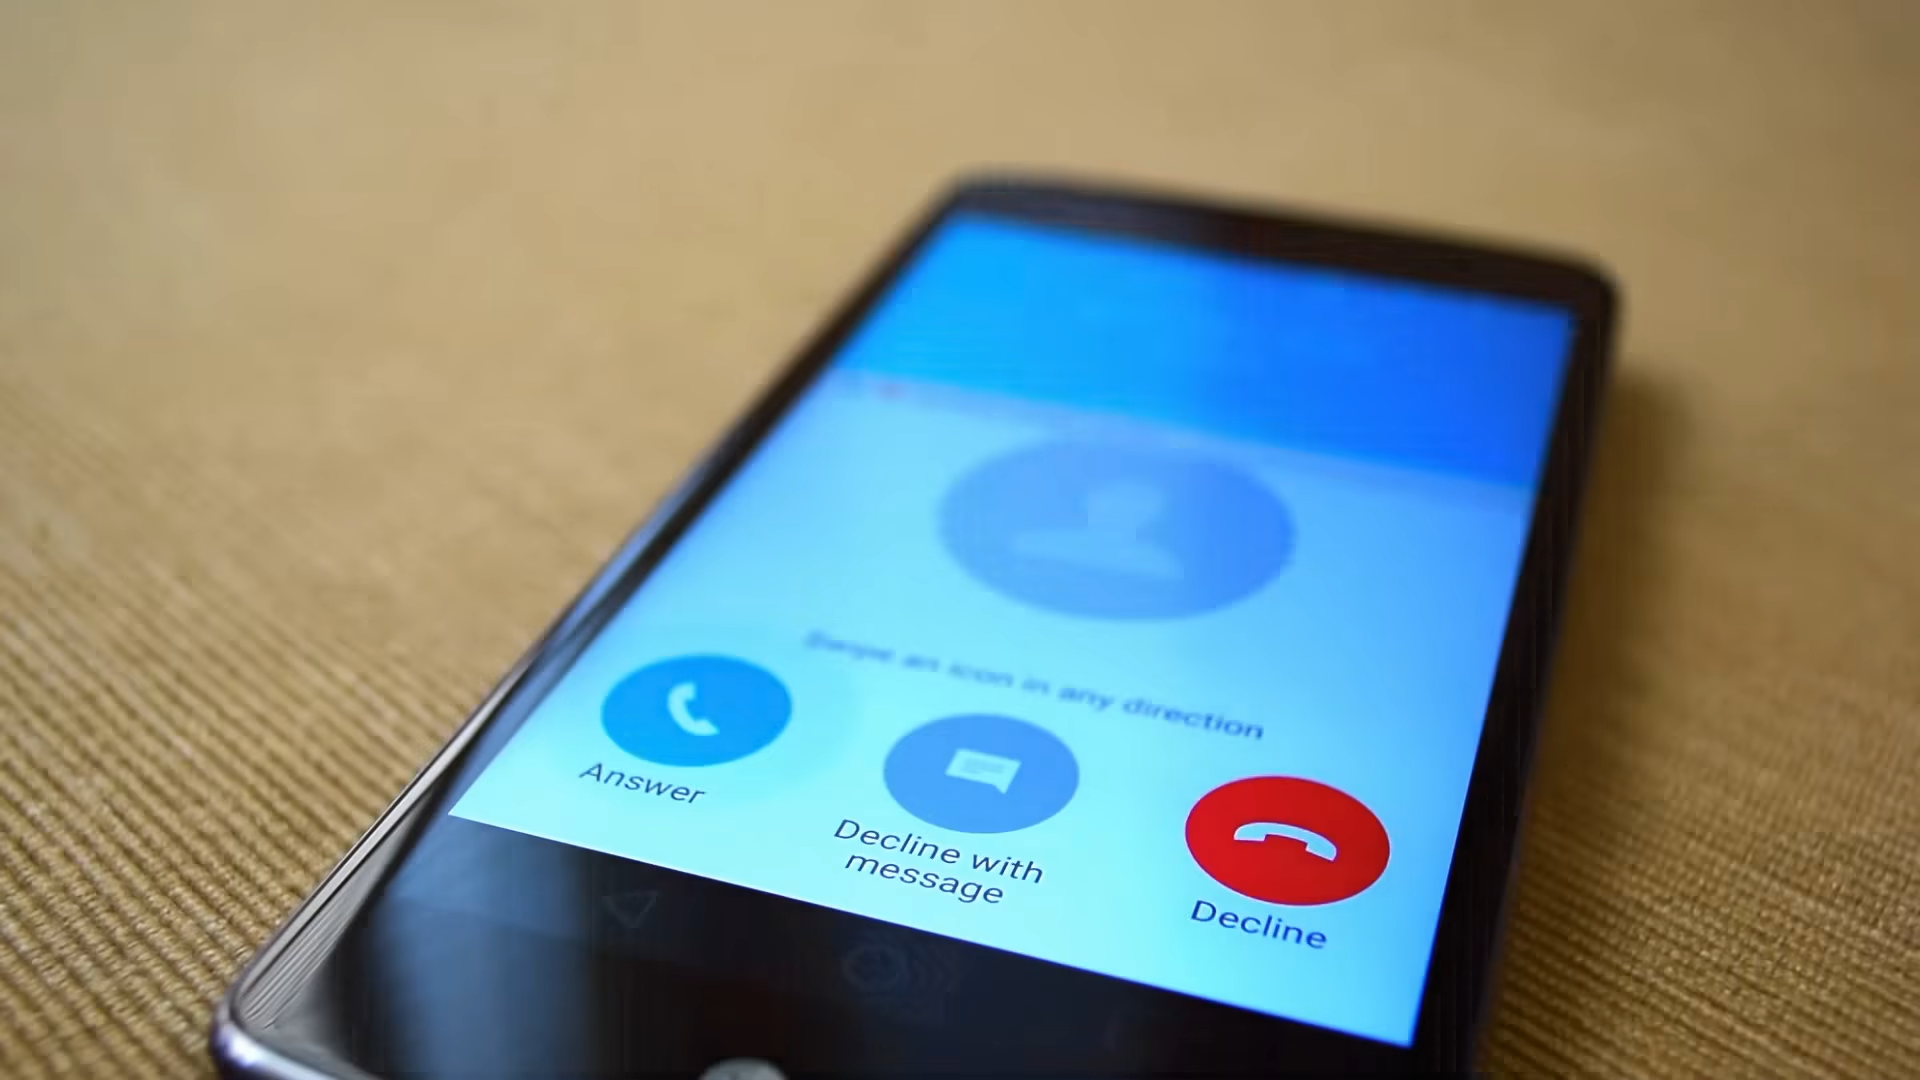 Swipe an icon in any direction
Answer
Decline with
message
Decline